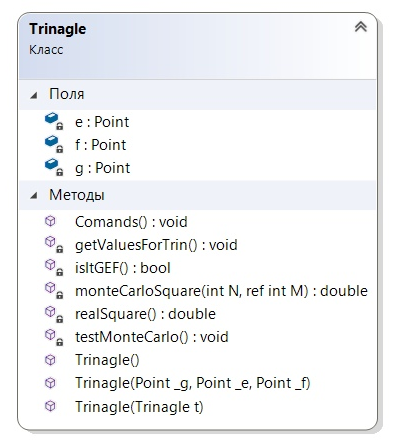 Trinagle
Класс
Поля
e : Point
f : Point
g : Point
Методы
Comands() : void
getValuesForTrin() : void
isItGEF() : bool
monteCarloSquare(int N, ref int M) : double
realSquare() : double
testMonteCarlo() : void
Trinagle()
Trinagle(Point _g, Point _e, Point _f)
Trinagle(Trinagle t)